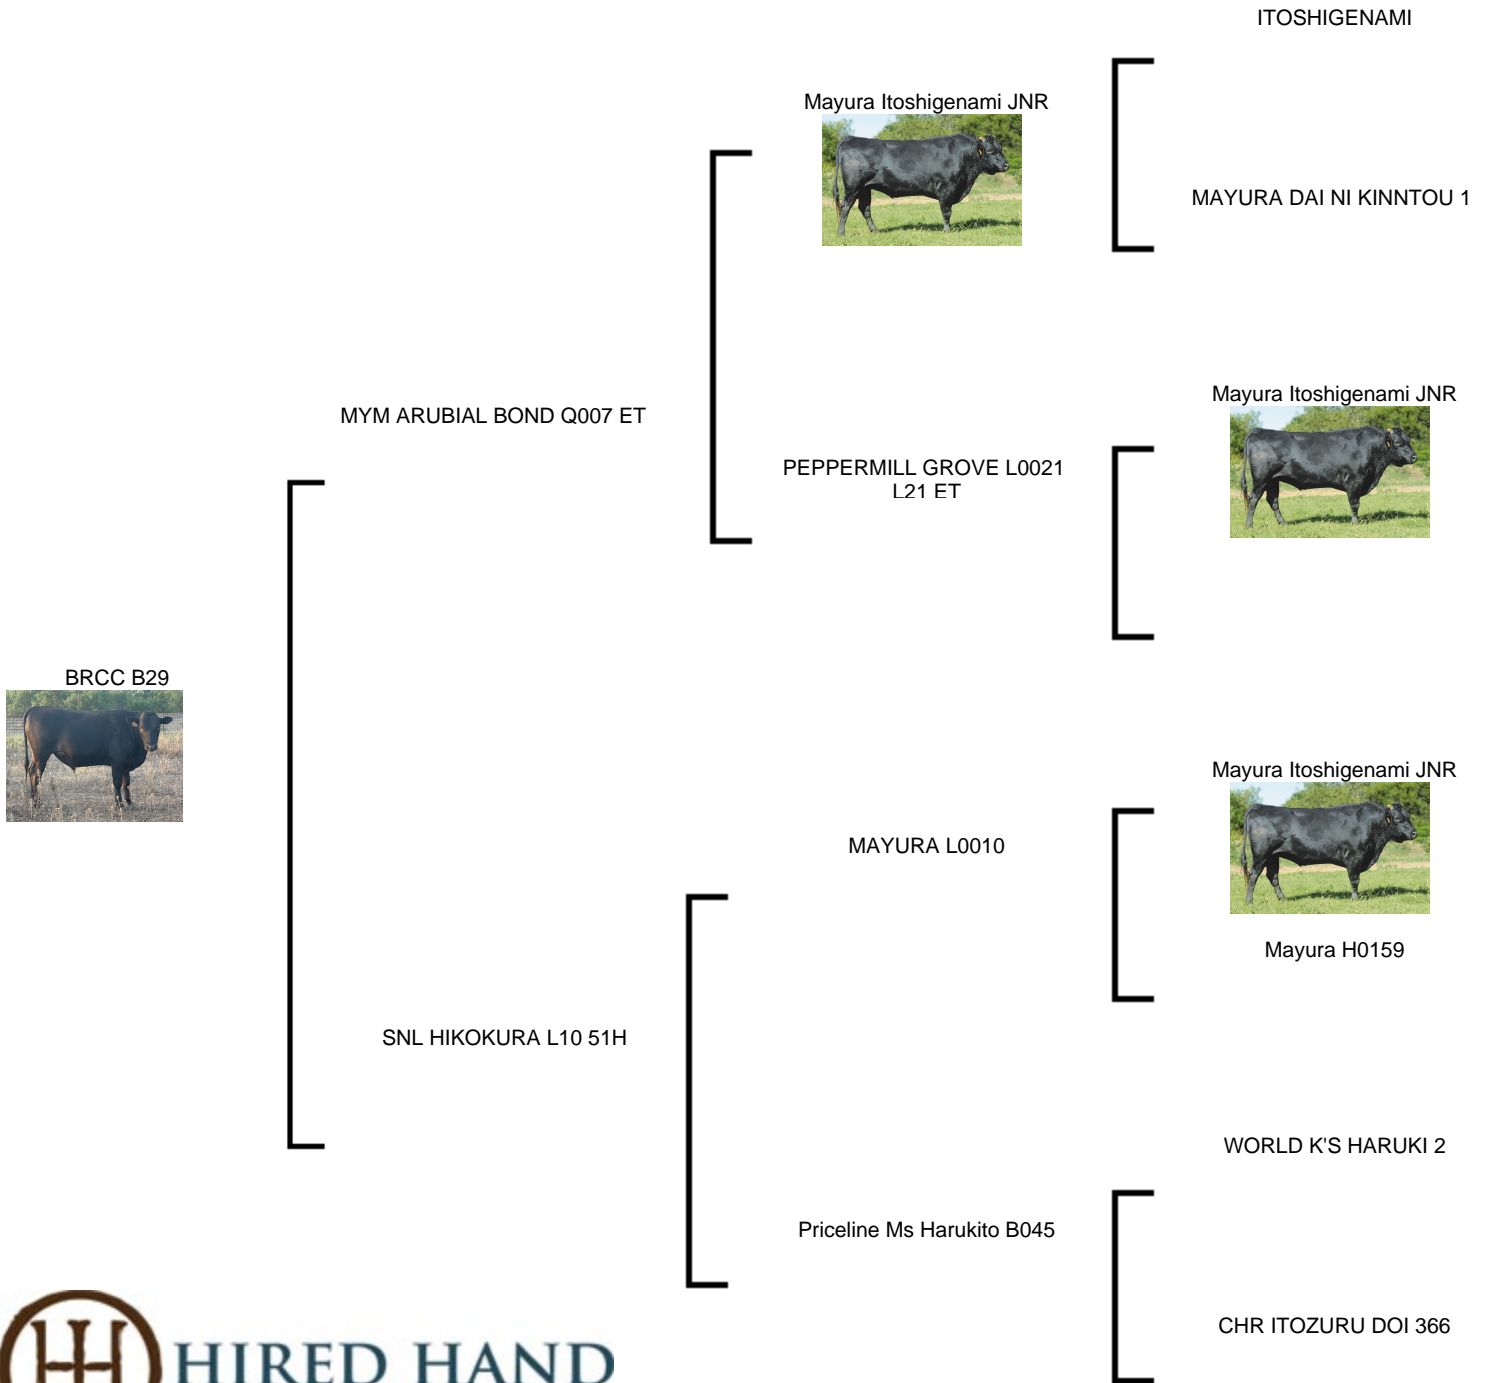 ITOSHIGENAMI
Mayura Itoshigenami JNR
MAYURA DAI NI KINNTOU 1
Mayura Itoshigenami JNR
MYM ARUBIAL BOND Q007 ET
PEPPERMILL GROVE L0021
L21 ET
BRCC B29
Mayura Itoshigenami JNR
MAYURA L0010
Mayura H0159
SNL HIKOKURA L10 51H
WORLD K'S HARUKI 2
Priceline Ms Harukito B045
CHR ITOZURU DOI 366
HIRED HAND